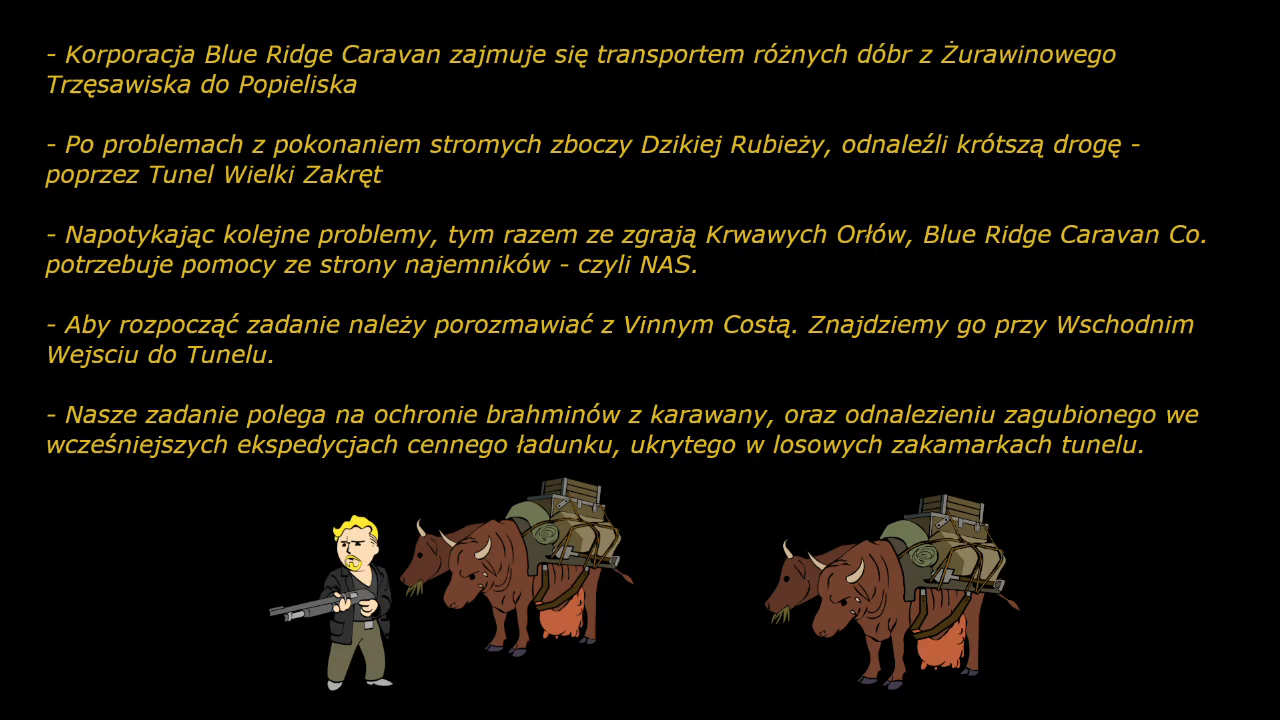 - Korporacja Blue Ridge Caravan zajmuje się transportem różnych dóbr z Żurawinowego
Trzęsawiska do Popieliska
- Po problemach z pokonaniem stromych zboczy Dzikiej Rubieży, odnaleźli krótszą drogę -
poprzez Tunel Wielki Zakręt
- Napotykając kolejne problemy, tym razem ze zgrają Krwawych Orłów, Blue Ridge Caravan Co.
potrzebuje pomocy ze strony najemników - czyli NAS.
- Aby rozpocząć zadanie należy porozmawiać z Vinnym Costą. Znajdziemy go przy Wschodnim
Wejsciu do Tunelu.
- Nasze zadanie polega na ochronie brahminów z karawany, oraz odnalezieniu zagubionego we
wcześniejszych ekspedycjach cennego ładunku, ukrytego w losowych zakamarkach tunelu.